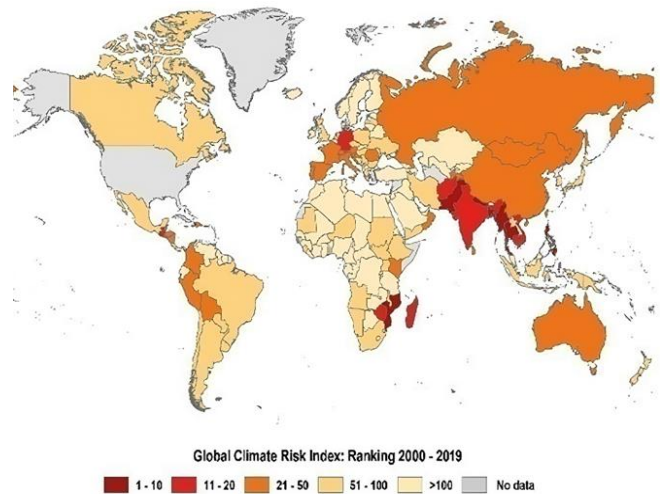 Global Climate Risk Index: Ranking 2000 - 2019
1 - 10 11 - 20 21 - 50 51 - 100 >100 No data